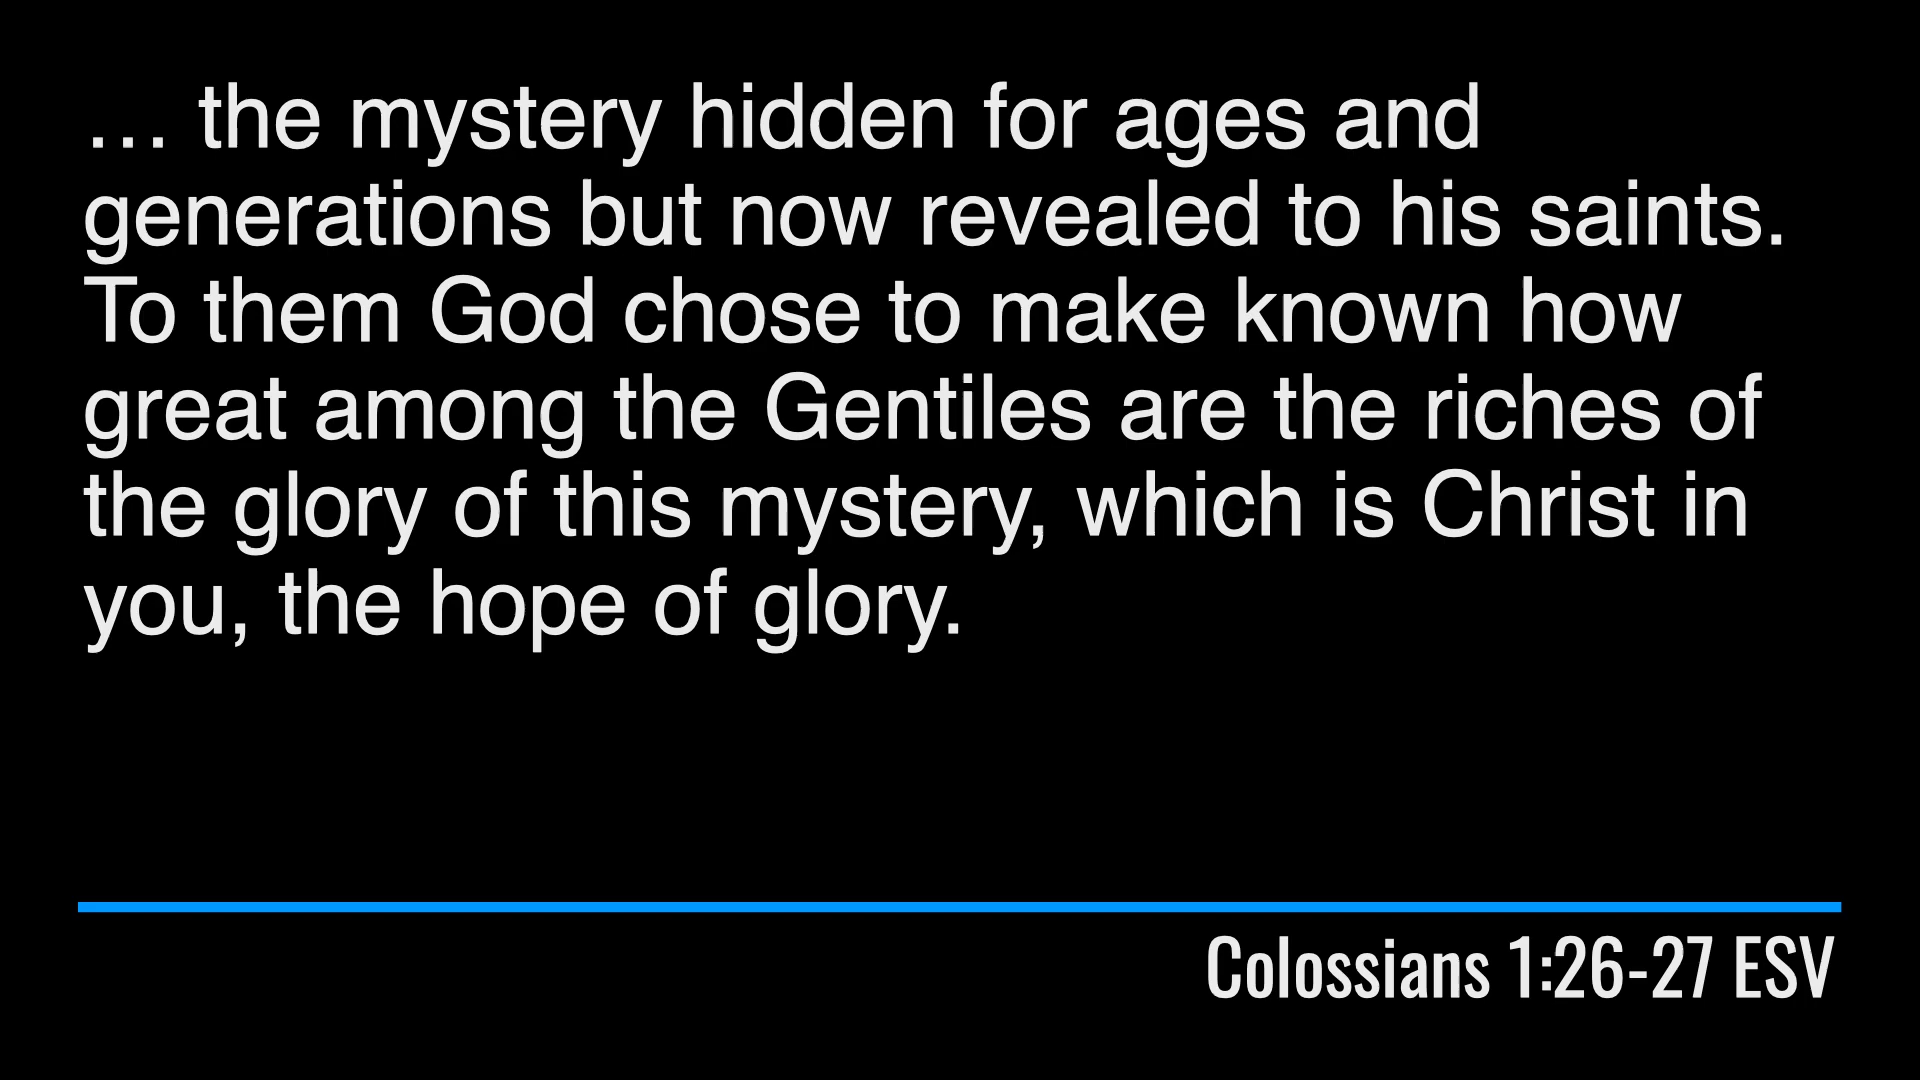 … the mystery hidden for ages and
generations but now revealed to his saints.
To them God chose to make known how
great among the Gentiles are the riches of
the glory of this mystery, which is Christ in
you, the hope of glory.
Colossians 1:26-27 ESV